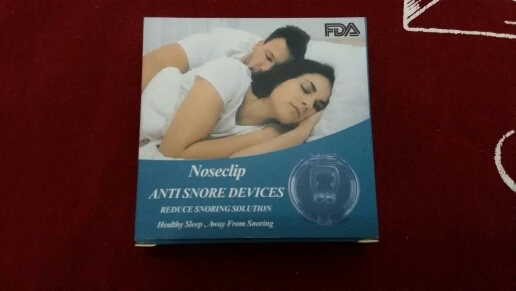 FDA
Noseclip
ANTI SNORE DEVICES
REDUCE SNORING SOLUTION
Healthy Sleep , Away From Snoring